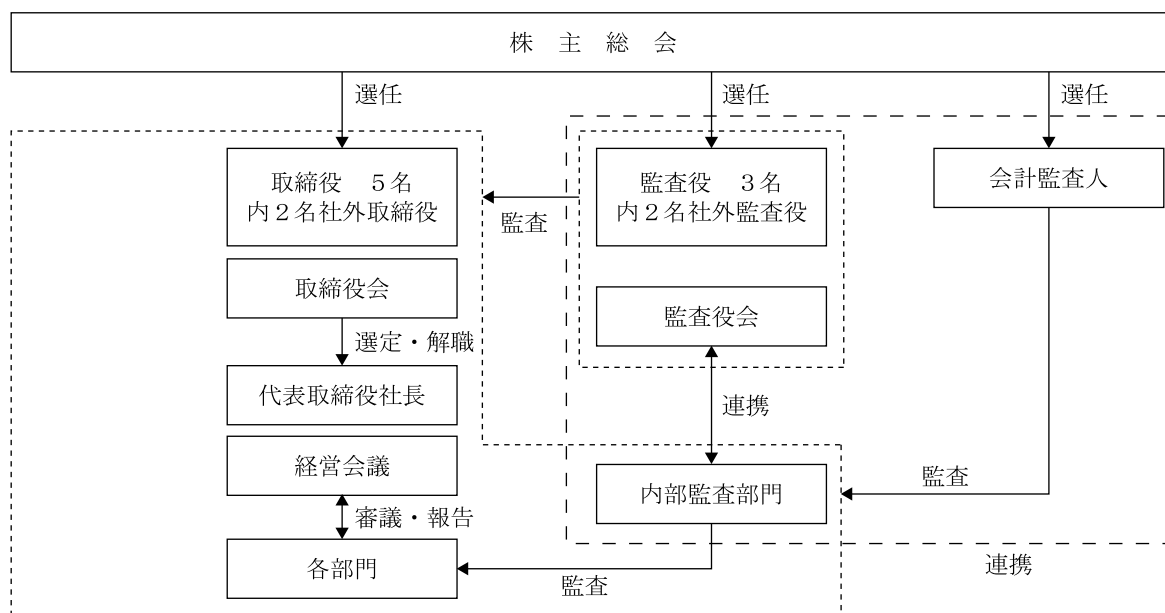 株主総会
選任
選任
選任
取締役　５名
内２名社外取締役
監査
監査役　３名
内２名社外監査役
会計監査人
取締役会
監査役会
選定・解職
代表取締役社長
連携
経営会議
内部監査部門
監査
審議・報告
各部門
監査
連携